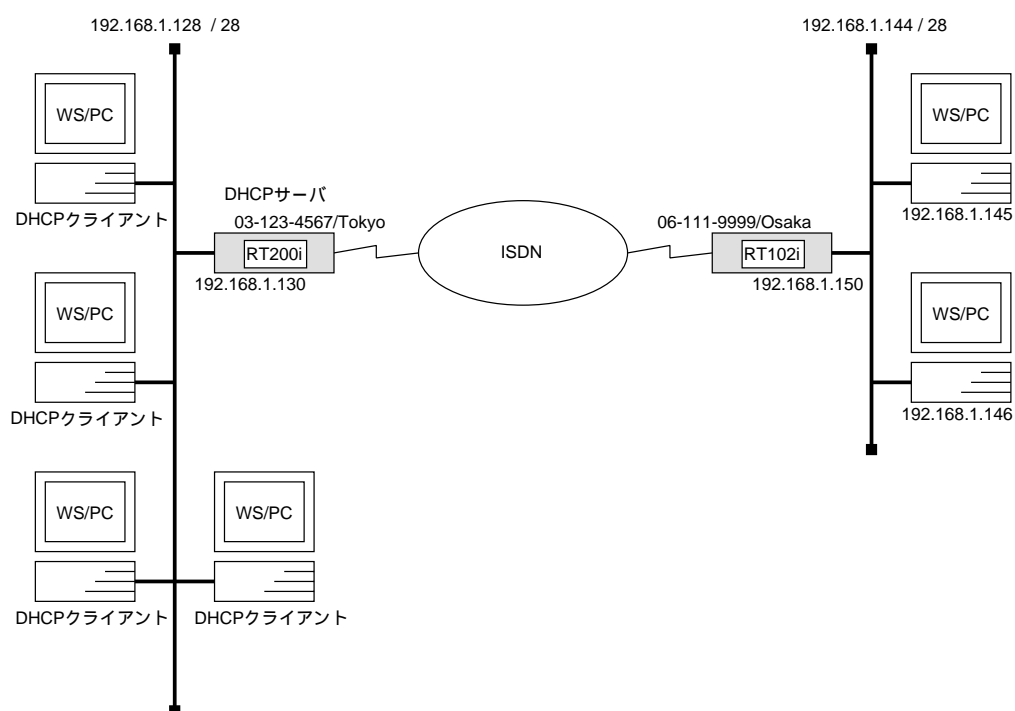 192.168.1.128 / 28
192.168.1.144 / 28
WS/PC
DHCPクライアント
WS/PC
192.168.1.145
DHCPサーバ
03-123-4567/Tokyo
RT200i
192.168.1.130
ISDN
06-111-9999/Osaka
RT102i
192.168.1.150
WS/PC
DHCPクライアント
WS/PC
192.168.1.146
WS/PC
DHCPクライアント
WS/PC
DHCPクライアント